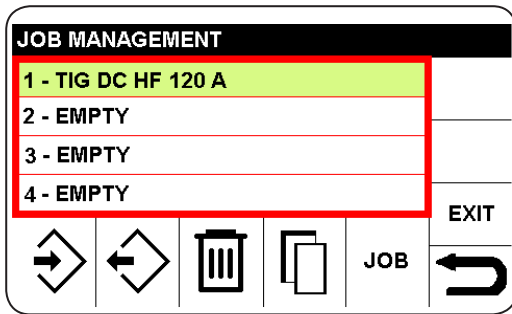 JOB MANAGEMENT
1 - TIG DC HF 120 A
2 - EMPTY
3 - EMPTY
4 - EMPTY
EXIT
JOB